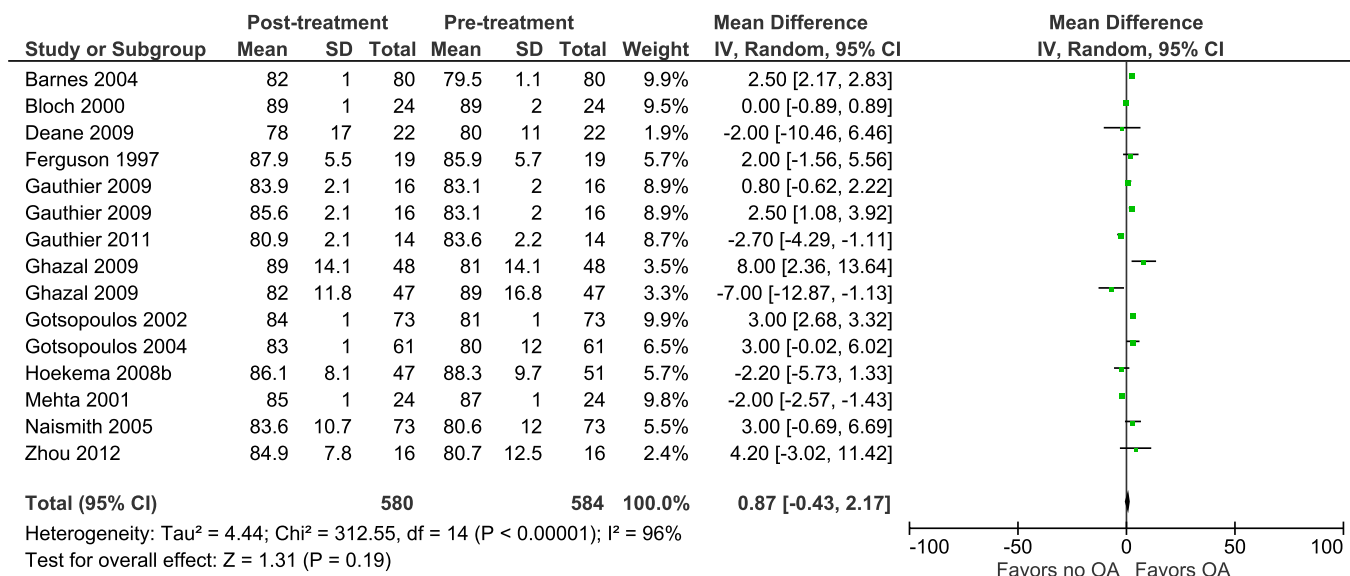 Post-treatment Pre-treatment Mean Difference Mean Difference
Study or Subgroup Mean SD Total Mean SD Total Weight IV, Random, 95% CI IV, Random, 95% CI
Barnes 2004 82 1 80 79.5 1.1 80 9.9% 2.50 [2.17, 2.83]
Bloch 2000 89 1 24 89 2 24 9.5% 0.00 [-0.89, 0.89]
Deane 2009 78 17 22 80 11 22 1.9% -2.00 [-10.46, 6.46]
Ferguson 1997 87.9 5.5 19 85.9 5.7 19 5.7% 2.00 [-1.56, 5.56]
Gauthier 2009 83.9 2.1 16 83.1 2 16 8.9% 0.80 [-0.62, 2.22]
Gauthier 2009 85.6 2.1 16 83.1 2 16 8.9% 2.50 [1.08, 3.92]
Gauthier 2011 80.9 2.1 14 83.6 2.2 14 8.7% -2.70 [-4.29, -1.11]
Ghazal 2009 89 14.1 48 81 14.1 48 3.5% 8.00 [2.36, 13.64]
Ghazal 2009 82 11.8 47 89 16.8 47 3.3% -7.00 [-12.87, -1.13]
Gotsopoulos 2002 84 1 73 81 1 73 9.9% 3.00 [2.68, 3.32]
Gotsopoulos 2004 83 1 61 80 12 61 6.5% 3.00 [-0.02, 6.02]
Hoekema 2008b 86.1 8.1 47 88.3 9.7 51 5.7% -2.20 [-5.73, 1.33]
Mehta 2001 85 1 24 87 1 24 9.8% -2.00 [-2.57, -1.43]
Naismith 2005 83.6 10.7 73 80.6 12 73 5.5% 3.00 [-0.69, 6.69]
Zhou 2012 84.9 7.8 16 80.7 12.5 16 2.4% 4.20 [-3.02, 11.42]
Total (95% CI) 580 584 100.0% 0.87 [-0.43, 2.17]
Heterogeneity: Tau² = 4.44; Chi² = 312.55, df = 14 (P < 0.00001); I² = 96%
Test for overall effect: Z = 1.31 (P = 0.19)
-100 -50 0 50 100
Favors no OA Favors OA